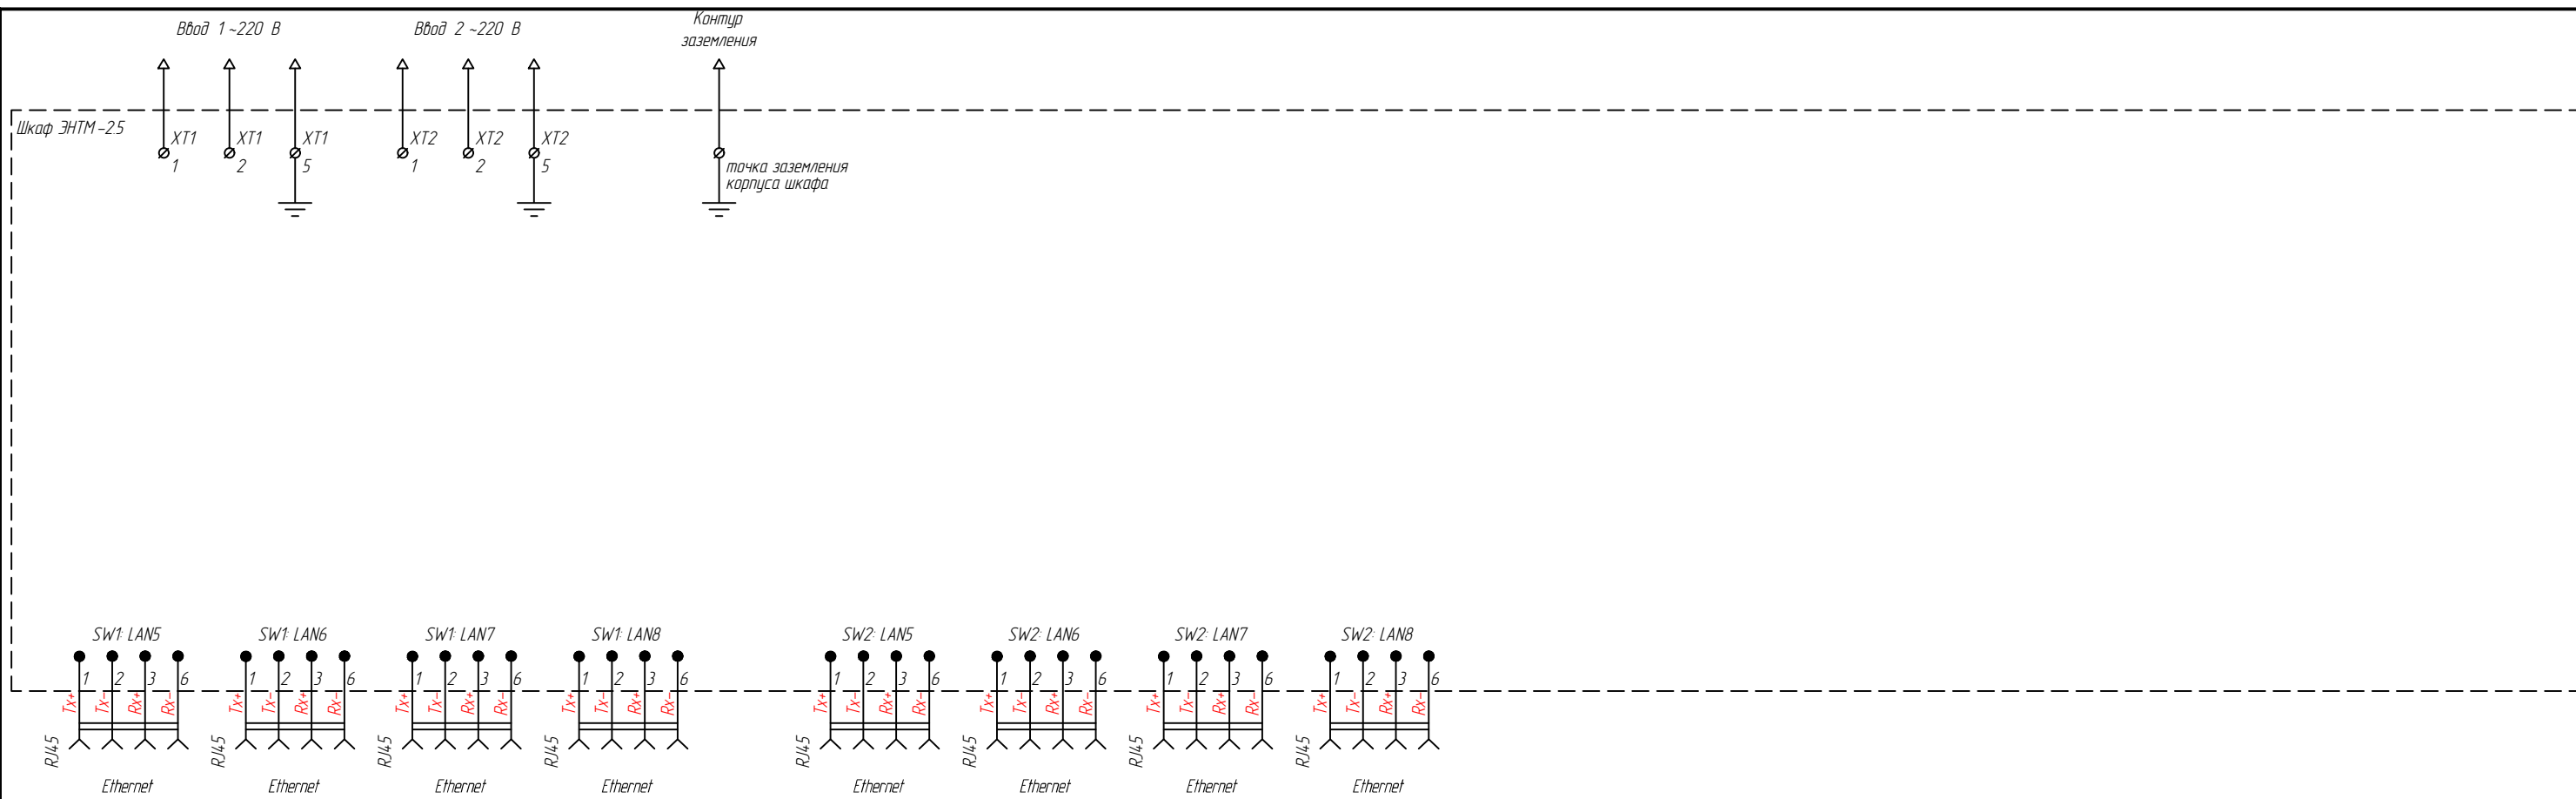 Ввод 1 ~220 В
Ввод 2 ~220 В
Контур
заземления
Шкаф ЭНТМ-2.5
XT1
1
XT1
2
XT1
5
XT2
1
XT2
2
XT2
5
точка заземления
корпуса шкафа
SW1: LAN5
1 2 3 6
Tx+ Tx- Rx+ Rx-
RJ45
Ethernet
SW1: LAN6
1 2 3 6
Tx+ Tx- Rx+ Rx-
RJ45
Ethernet
SW1: LAN7
1 2 3 6
Tx+ Tx- Rx+ Rx-
RJ45
Ethernet
SW1: LAN8
1 2 3 6
Tx+ Tx- Rx+ Rx-
RJ45
Ethernet
SW2: LAN5
1 2 3 6
Tx+ Tx- Rx+ Rx-
RJ45
Ethernet
SW2: LAN6
1 2 3 6
Tx+ Tx- Rx+ Rx-
RJ45
Ethernet
SW2: LAN7
1 2 3 6
Tx+ Tx- Rx+ Rx-
RJ45
Ethernet
SW2: LAN8
1 2 3 6
Tx+ Tx- Rx+ Rx-
RJ45
Ethernet